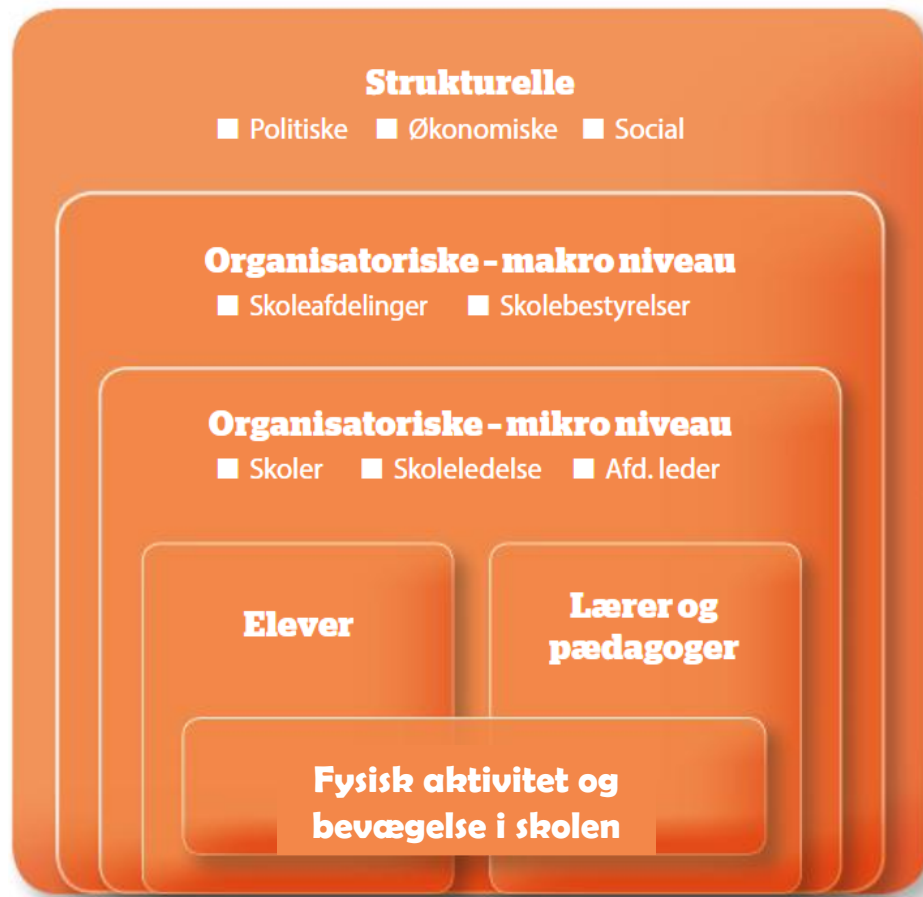 Strukturelle
■ Politiske ■ Økonomiske ■ Social
Organisatoriske - makro niveau
■ Skoleafdelinger ■ Skolebestyrelser
Organisatoriske - mikro niveau
■ Skoler ■ Skoleledelse ■ Afd. leder
Elever
Lærer og
pædagoger
Fysisk aktivitet og
bevægelse i skolen